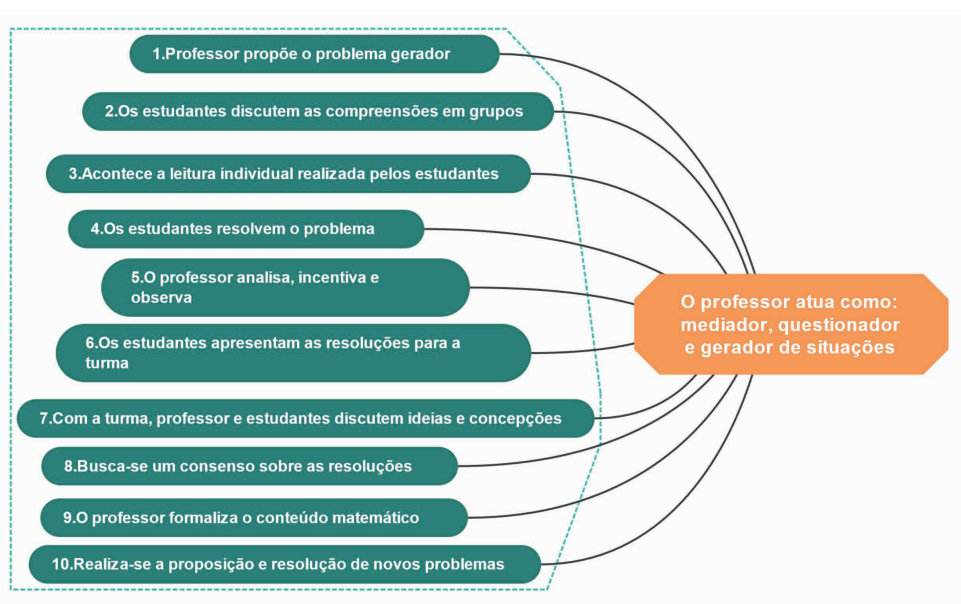 1.Professor propõe o problema gerador
2.Os estudantes discutem as compreensões em grupos
3.Acontece a leitura individual realizada pelos estudantes
4.Os estudantes resolvem o problema
5.O professor analisa, incentiva e
observa
6.Os estudantes apresentam as resoluções para a
turma
7.Com a turma, professor e estudantes discutem ideias e concepções
8.Busca-se um consenso sobre as resoluções
9.O professor formaliza o conteúdo matemático
10.Realiza-se a proposição e resolução de novos problemas
O professor atua como:
mediador, questionador
e gerador de situações